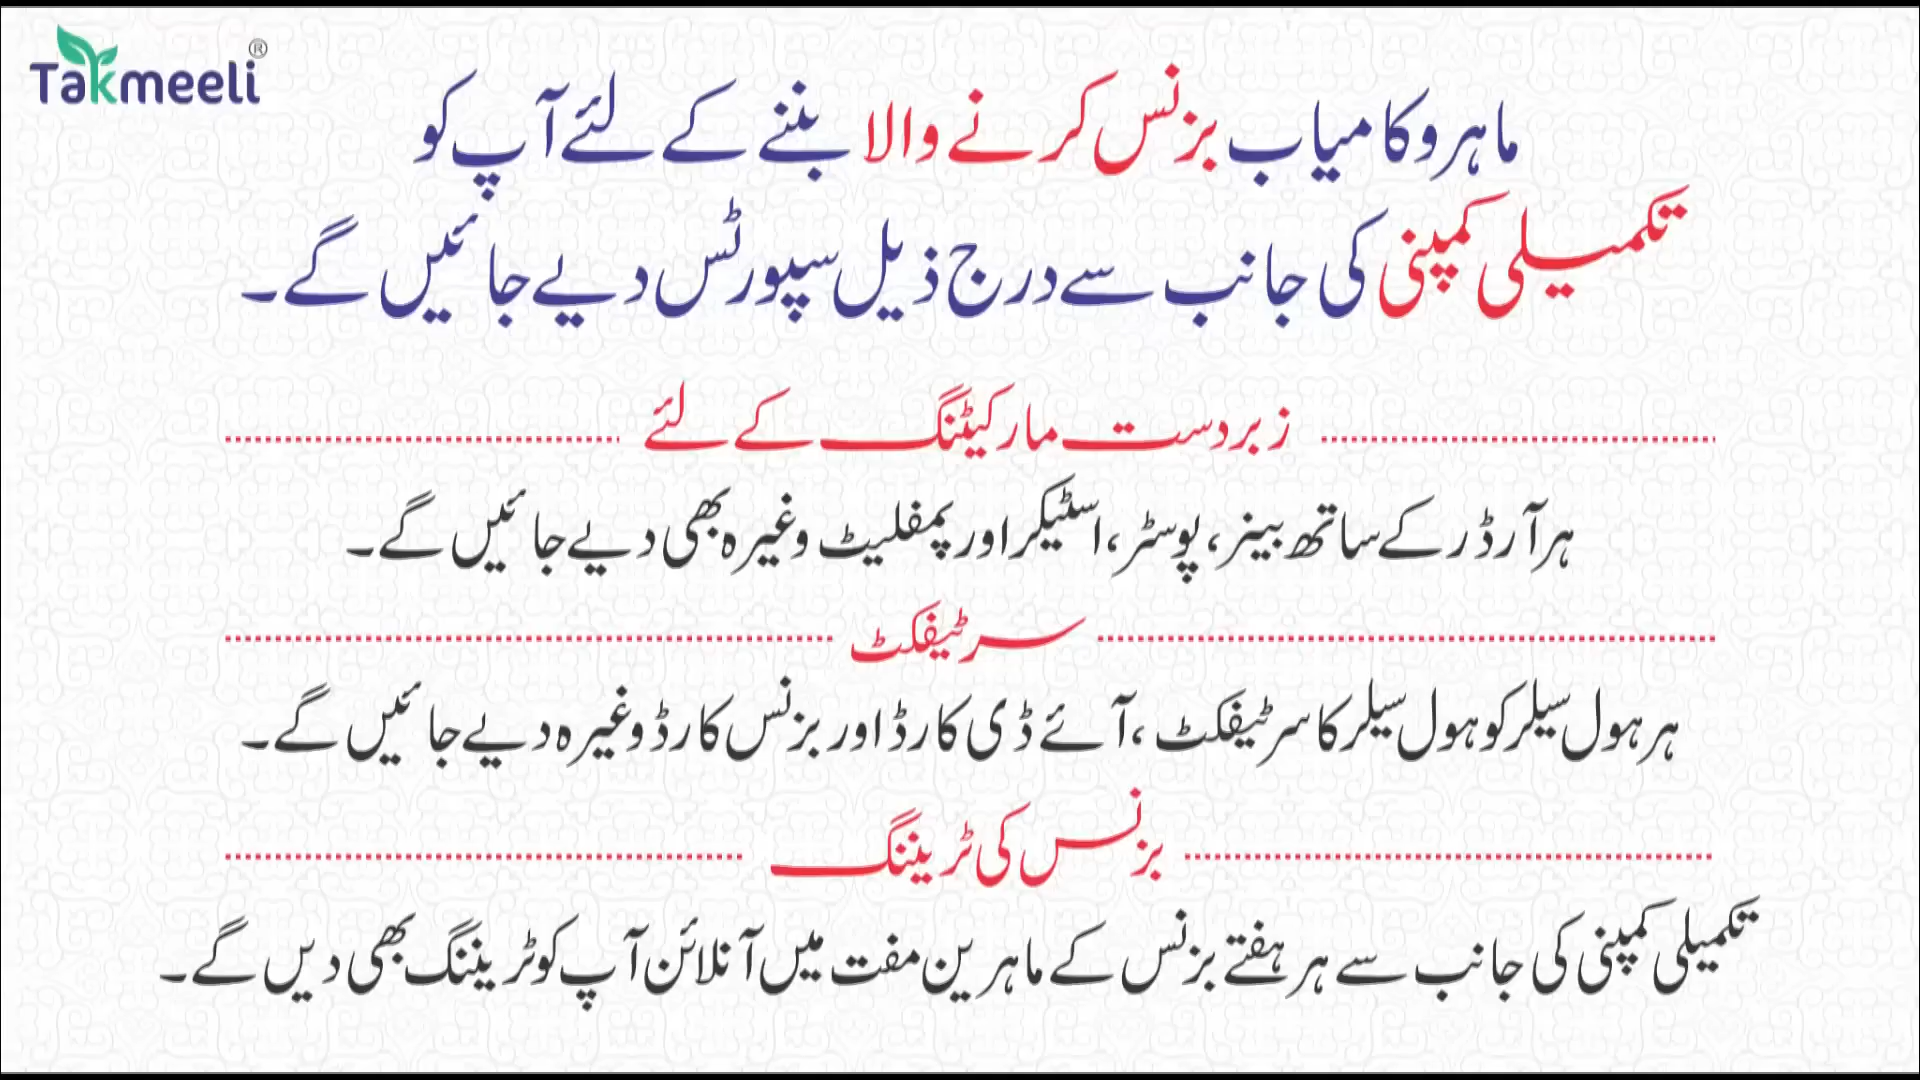 Takmeeli®
ماہر و کامیاب بزنس کرنے والا بننے کے لئے آپ کو
تکمیلی کمپنی کی جانب سے درج ذیل سپورٹس دیے جائیں گے۔
زبردست مارکیٹنگ کے لئے
ہر آرڈر کے ساتھ بینر، پوسٹر، اسٹیکر اور پمفلیٹ وغیرہ بھی دیے جائیں گے۔
سرٹیفکٹ
ہر ہول سیلر کو ہول سیلر کا سرٹیفکٹ، آئے ڈی کارڈ اور بزنس کارڈ وغیرہ دیے جائیں گے۔
بزنس کی ٹریننگ
تکمیلی کمپنی کی جانب سے ہر ہفتے بزنس کے ماہرین مفت میں آنلائن آپ کو ٹریننگ بھی دیں گے۔